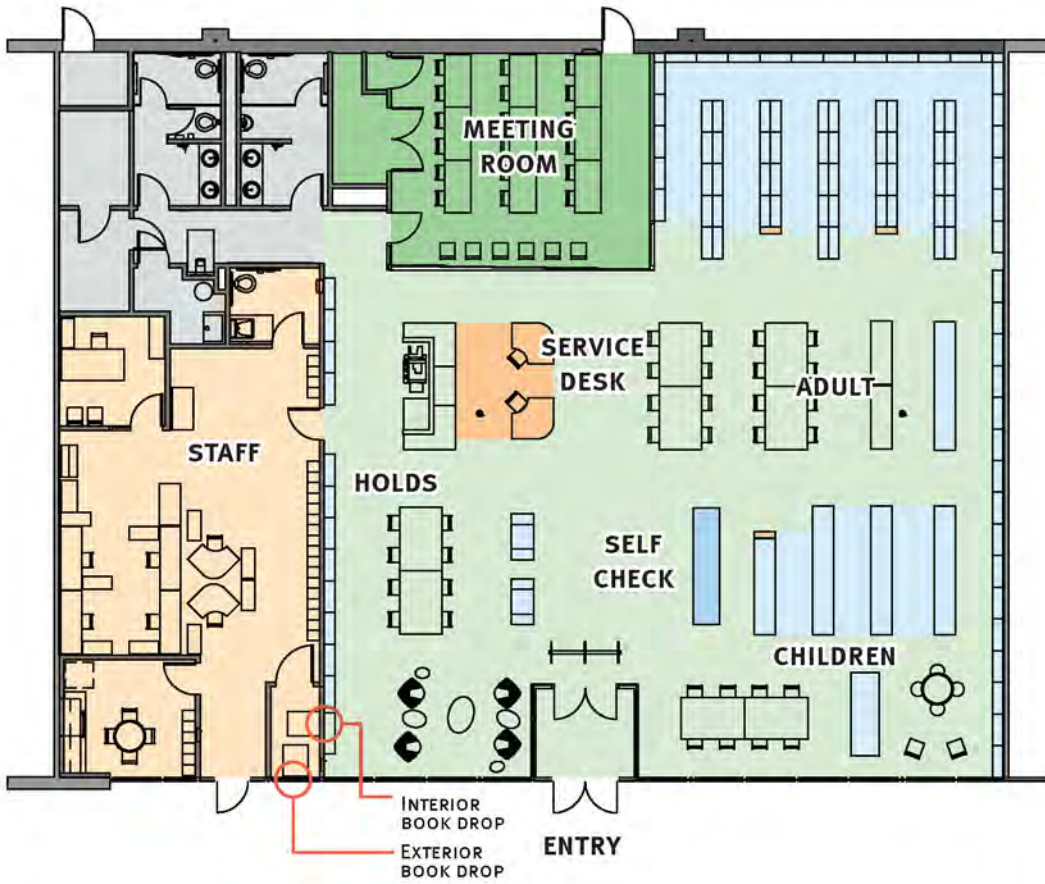 MEETING
ROOM
SERVICE
DESK
ADULT
STAFF
HOLDS
SELF
CHECK
CHILDREN
INTERIOR
BOOK DROP
ENTRY
EXTERIOR
BOOK DROP